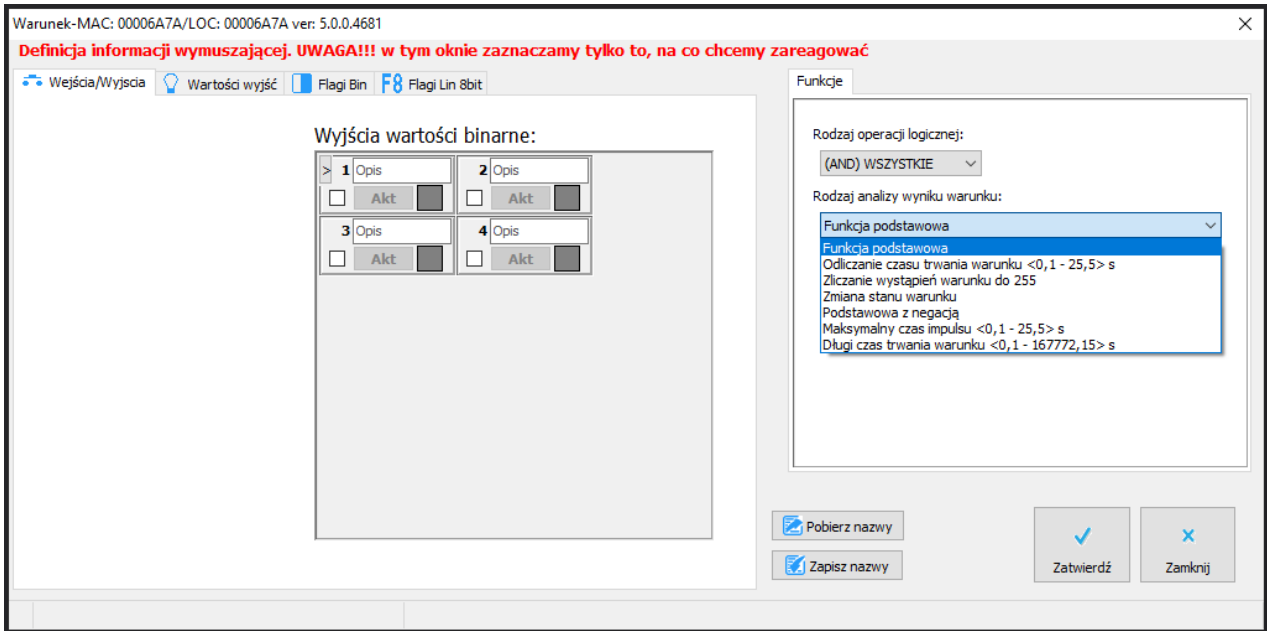 Warunek-MAC: 00006A7A/LOC: 00006A7A ver: 5.0.0.4681
Definicja informacji wymuszającej. UWAGA!!! w tym oknie zaznaczamy tylko to, na co chcemy zareagować
Wejścia/Wyjscia Wartości wyjść Flagi Bin F8 Flagi Lin 8bit
Wyjścia wartości binarne:
> 1 Opis 2 Opis
Akt Akt
3 Opis 4 Opis
Akt Akt
Funkcje
Rodzaj operacji logicznej:
(AND) WSZYSTKIE
Rodzaj analizy wyniku warunku:
Funkcja podstawowa
Funkcja podstawowa
Odliczanie czasu trwania warunku <0,1 - 25,5> s
Zliczanie wystąpień warunku do 255
Zmiana stanu warunku
Podstawowa z negacją
Maksymalny czas impulsu <0,1 - 25,5> s
Długi czas trwania warunku <0,1 - 167772,15> s
Pobierz nazwy
Zapisz nazwy
Zatwierdź
Zamknij